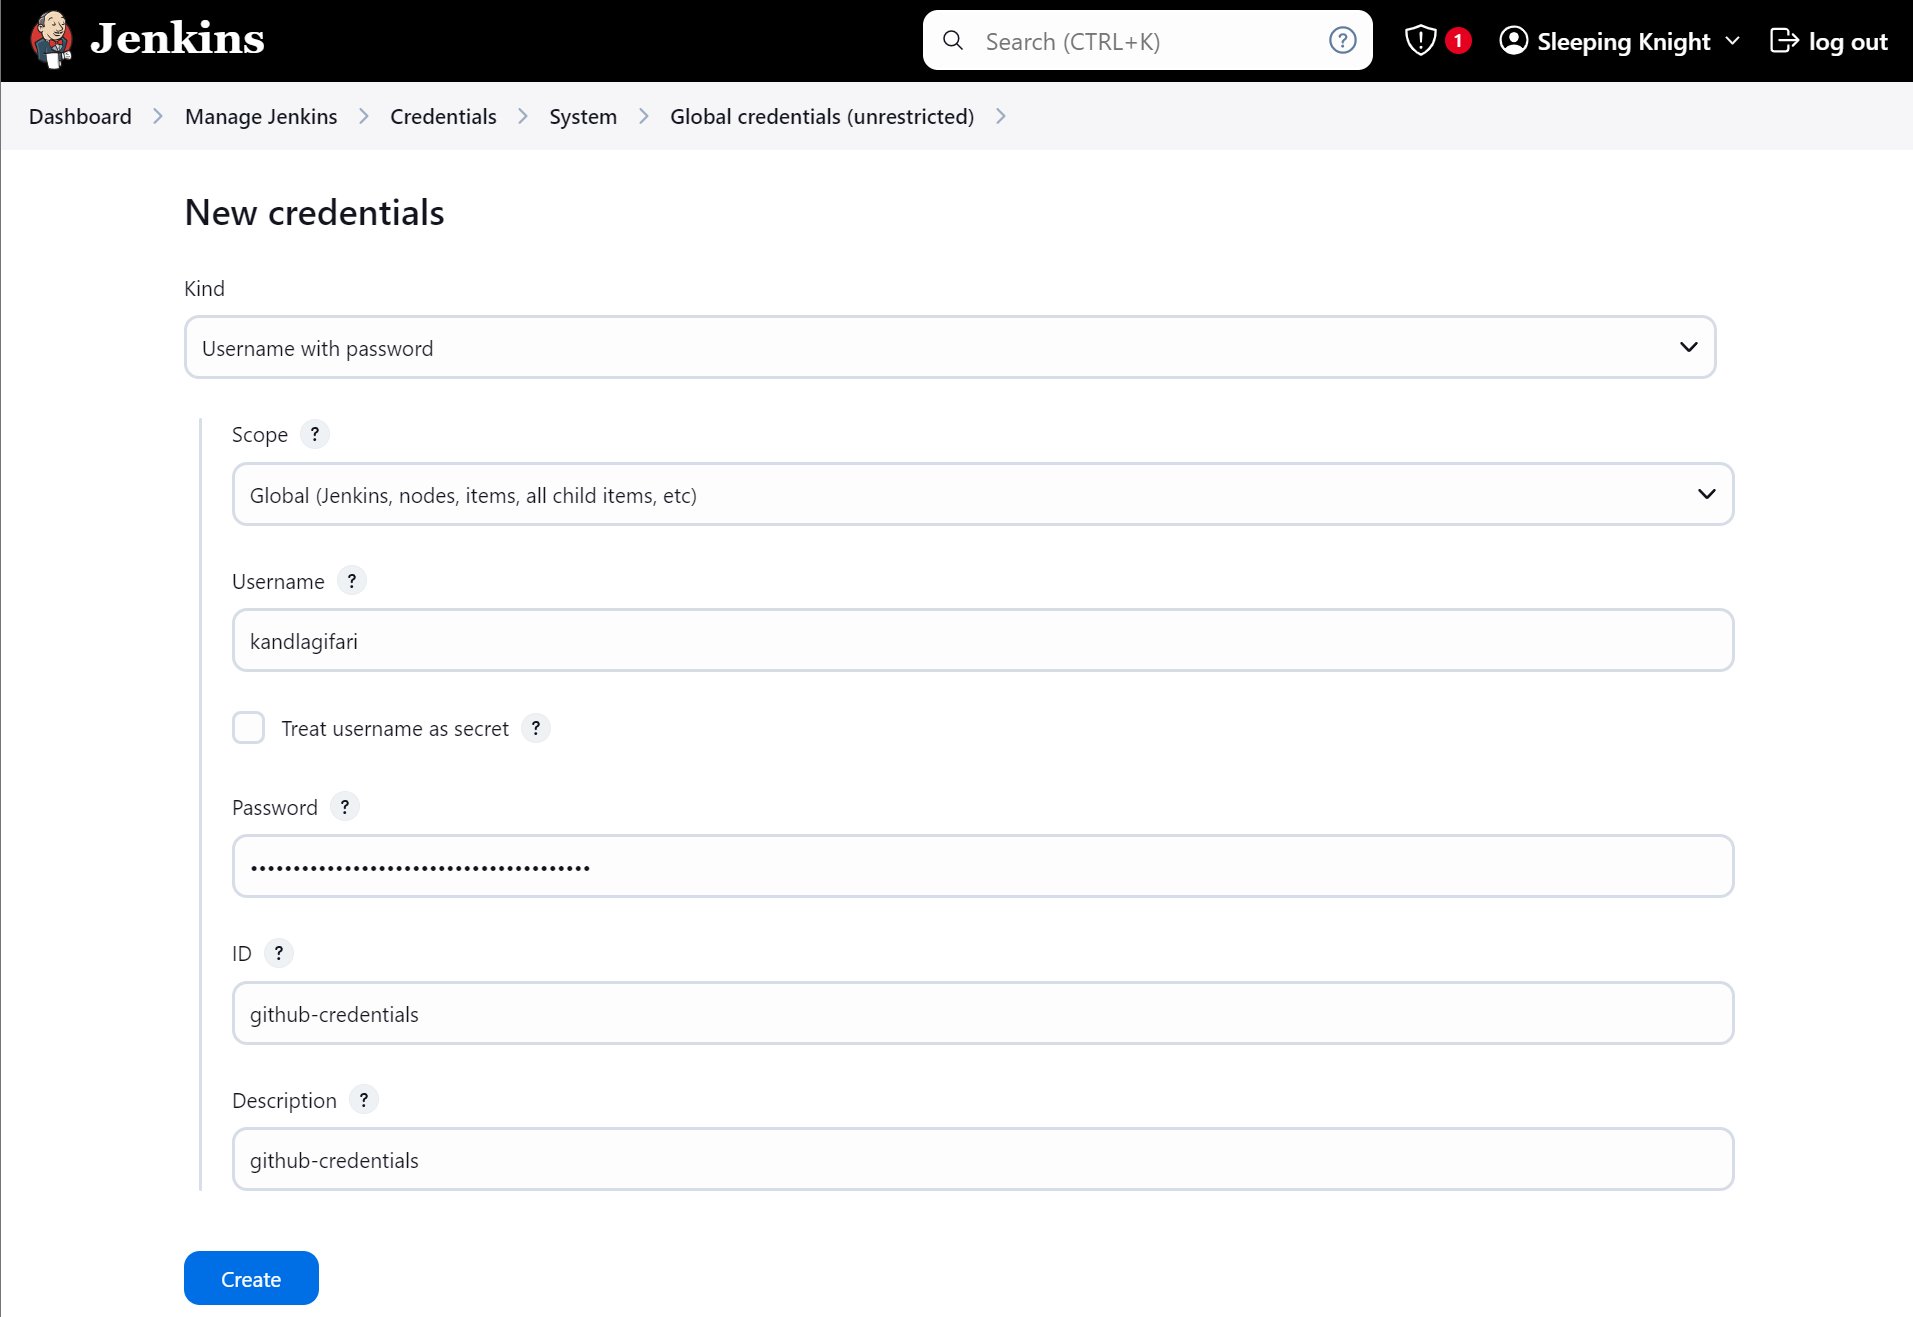 Jenkins
Search (CTRL+K)
?
1
Sleeping Knight
log out
Dashboard
Manage Jenkins
Credentials
System
Global credentials (unrestricted)
New credentials
Kind
Username with password
Scope ?
Global (Jenkins, nodes, items, all child items, etc)
Username ?
kandlagifari
Treat username as secret ?
Password ?
••••••••••••••••••••••••••••••••••••••••
ID ?
github-credentials
Description ?
github-credentials
Create